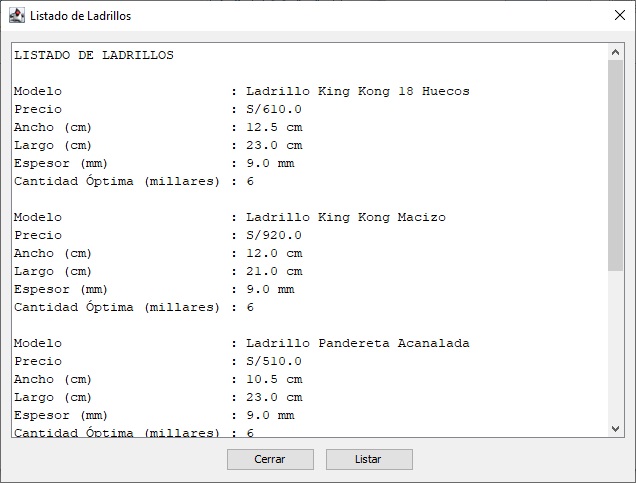 Listado de Ladrillos
LISTADO DE LADRILLOS
Modelo : Ladrillo King Kong 18 Huecos
Precio : S/610.0
Ancho (cm) : 12.5 cm
Largo (cm) : 23.0 cm
Espesor (mm) : 9.0 mm
Cantidad Óptima (millares) : 6
Modelo : Ladrillo King Kong Macizo
Precio : S/920.0
Ancho (cm) : 12.0 cm
Largo (cm) : 21.0 cm
Espesor (mm) : 9.0 mm
Cantidad Óptima (millares) : 6
Modelo : Ladrillo Pandereta Acanalada
Precio : S/510.0
Ancho (cm) : 10.5 cm
Largo (cm) : 23.0 cm
Espesor (mm) : 9.0 mm
Cantidad Óptima (millares) : 6
Cerrar Listar